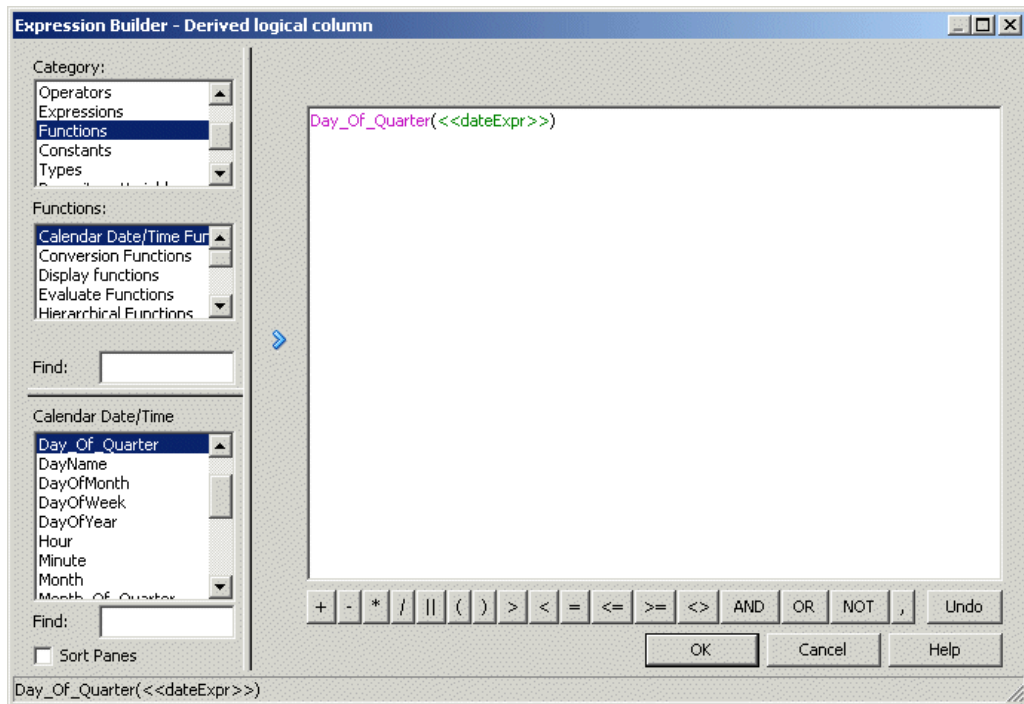 Expression Builder - Derived logical column
Category:
Operators
Expressions
Functions
Constants
Types
Functions:
Calendar Date/Time Fur
Conversion Functions
Display functions
Evaluate Functions
Hierarchical Functions
Find:
Calendar Date/Time
Day_Of_Quarter
DayName
DayOfMonth
DayOfWeek
DayOfYear
Hour
Minute
Month
Month_Of_Quarter
Find:
Sort Panes
Day_Of_Quarter(<<dateExpr>>)
+ - * / || ( ) > < = <= >= <> AND OR NOT , Undo
OK Cancel Help
Day_Of_Quarter(<<dateExpr>>)